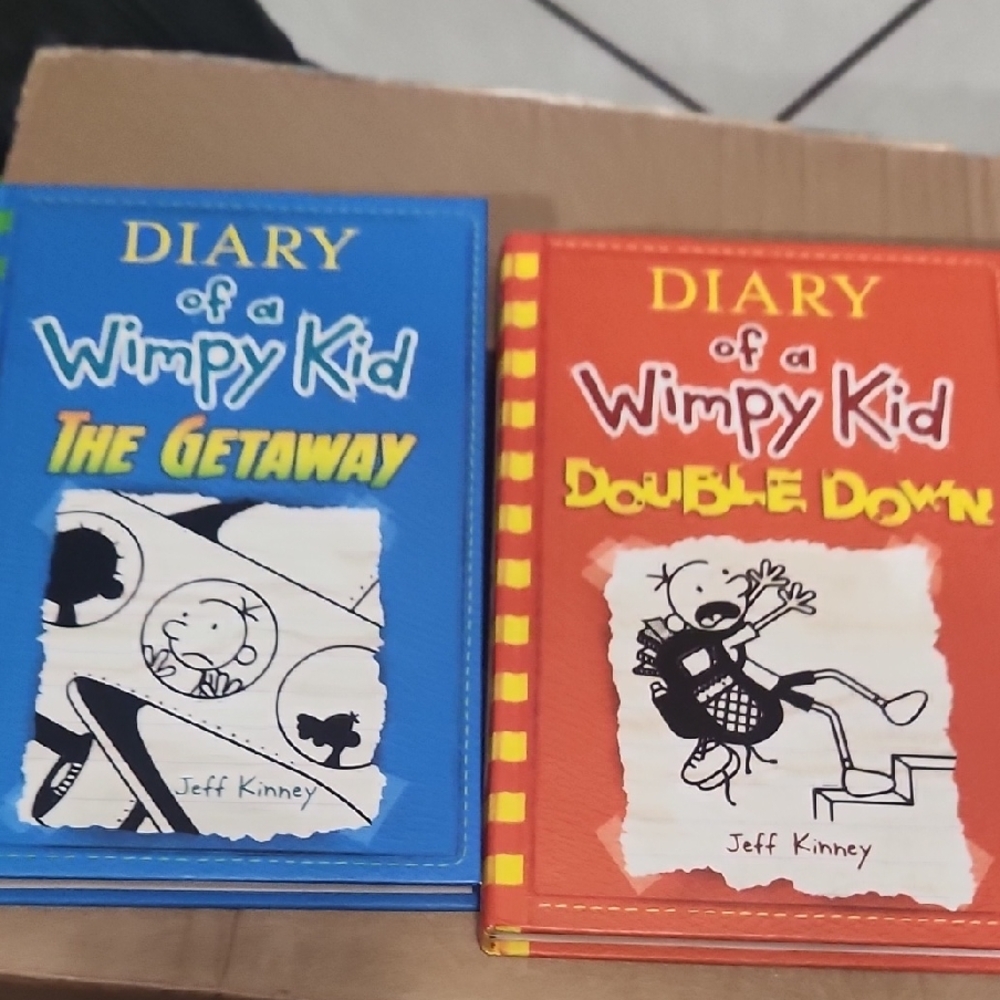 DIARY
of a
Wimpy Kid
THE GETAWAY
Jeff Kinney
DIARY
of a
Wimpy Kid
DOUBLE DOWN
Jeff Kinney